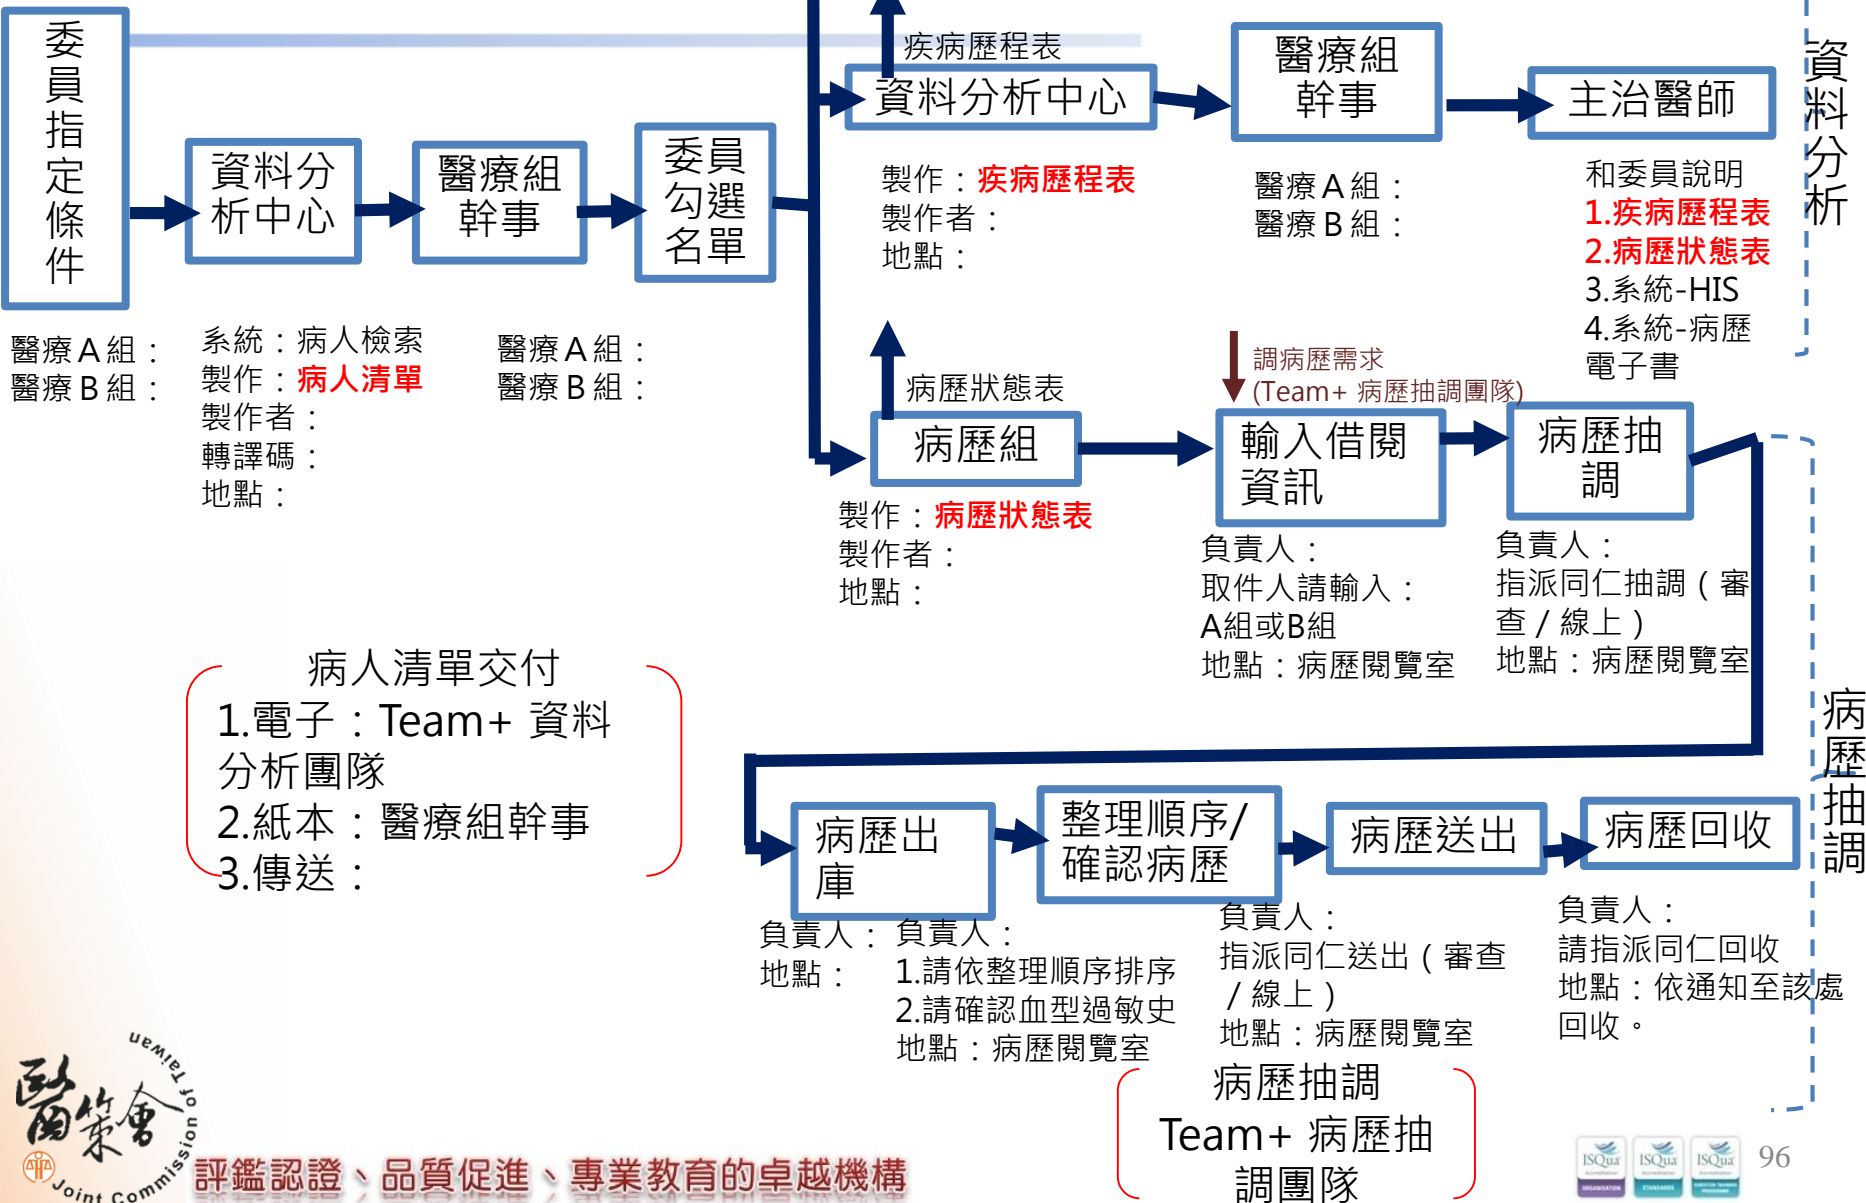 委
員
指
定
條
件
醫療A組：
醫療B組：
資料分
析中心
系統：病人檢索
製作：病人清單
製作者：
轉譯碼：
地點：
醫療組
幹事
醫療A組：
醫療B組：
委員
勾選
名單
疾病歷程表
資料分析中心
製作：疾病歷程表
製作者：
地點：
醫療組
幹事
醫療A組：
醫療B組：
主治醫師
和委員說明
1.疾病歷程表
2.病歷狀態表
3.系統-HIS
4.系統-病歷
電子書
資
料
分
析
病歷狀態表
病歷組
製作：病歷狀態表
製作者：
地點：
調病歷需求
(Team+ 病歷抽調團隊)
輸入借閱
資訊
負責人：
取件人請輸入：
A組或B組
地點：病歷閱覽室
病歷抽
調
負責人：
指派同仁抽調（審
查／線上）
地點：病歷閱覽室
病人清單交付
1.電子：Team+ 資料
分析團隊
2.紙本：醫療組幹事
3.傳送：
病歷出
庫
負責人：
地點：
整理順序/
確認病歷
負責人：
1.請依整理順序排序
2.請確認血型過敏史
地點：病歷閱覽室
病歷送出
負責人：
指派同仁送出（審查
／線上）
地點：病歷閱覽室
病歷回收
負責人：
請指派同仁回收
地點：依通知至該處
回收。
病
歷
抽
調
病歷抽調
Team+ 病歷抽
調團隊
醫策會
Joint Commission of Taiwan
評鑑認證、品質促進、專業教育的卓越機構
ISQua
ISQua
ISQua
96